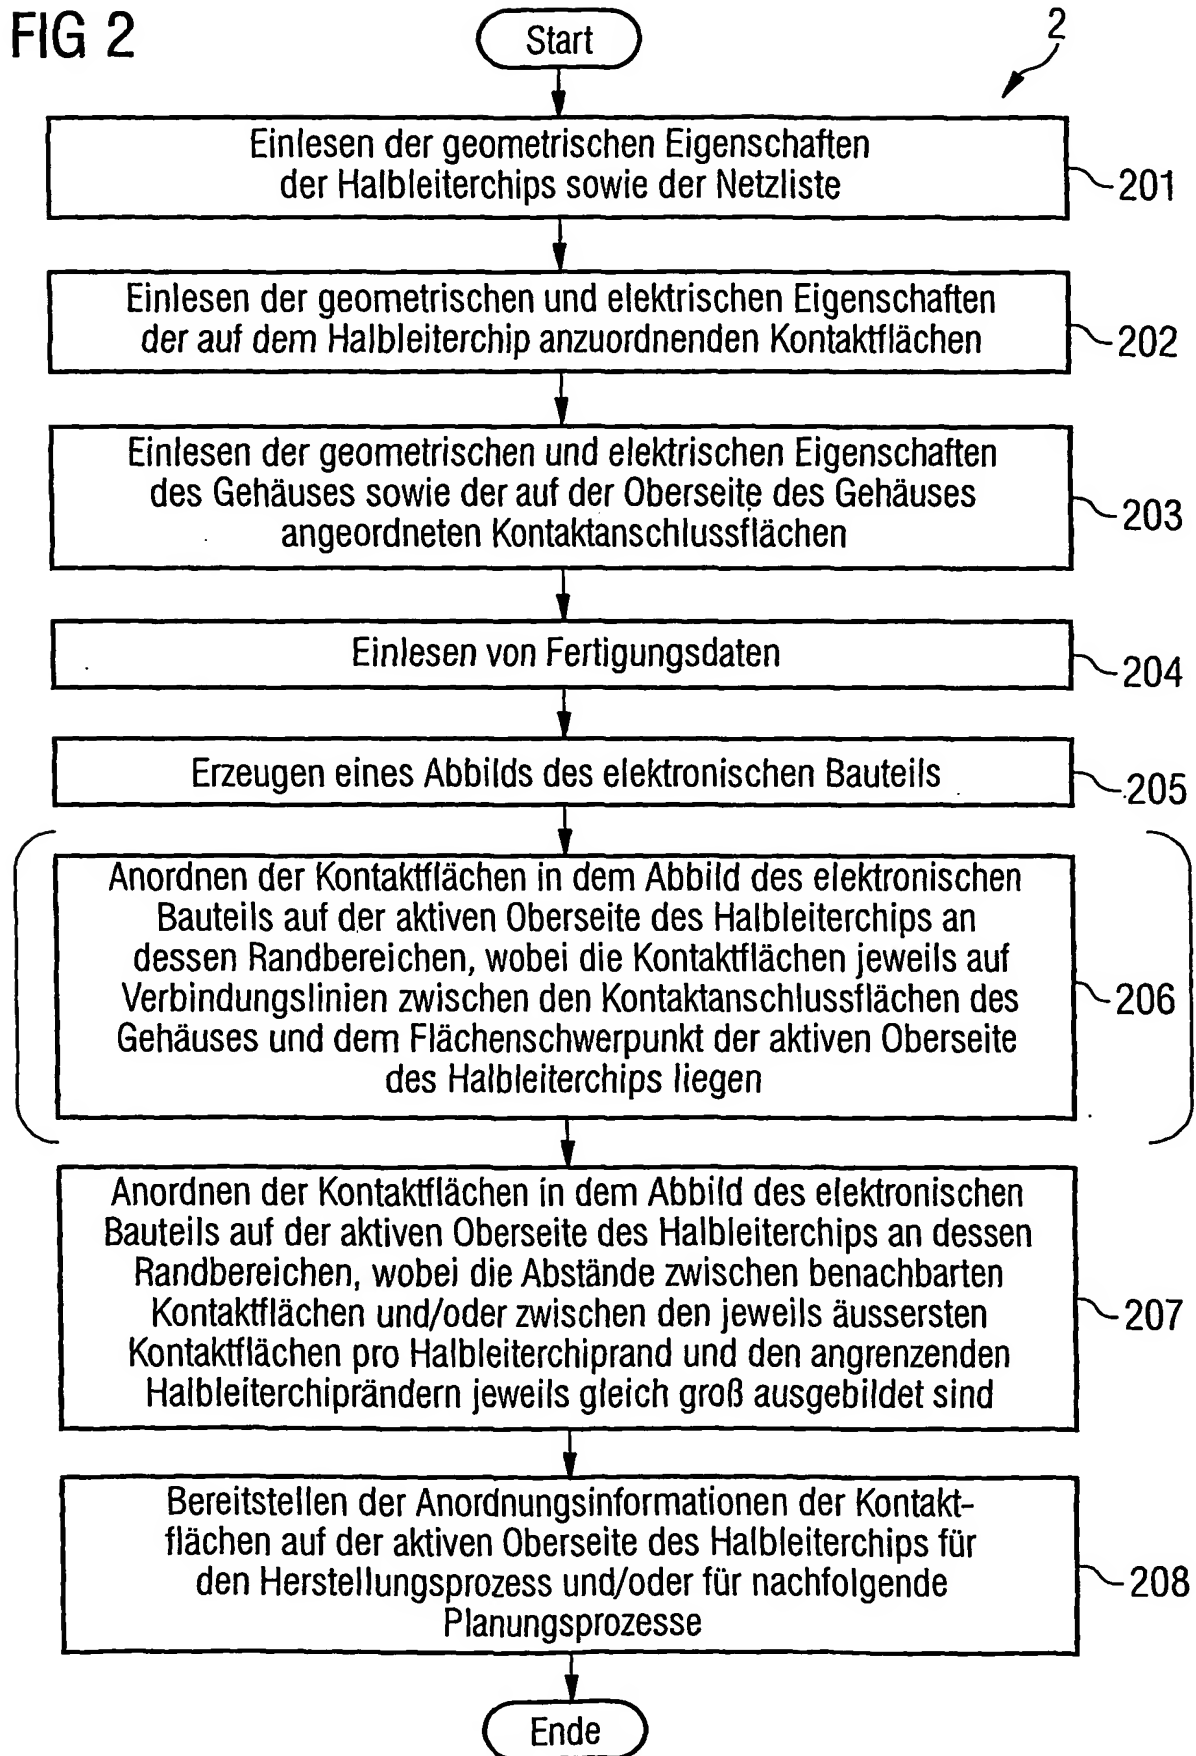 FIG 2
Start
2
Einlesen der geometrischen Eigenschaften
der Halbleiterchips sowie der Netzliste
201
Einlesen der geometrischen und elektrischen Eigenschaften
der auf dem Halbleiterchip anzuordnenden Kontaktflächen
202
Einlesen der geometrischen und elektrischen Eigenschaften
des Gehäuses sowie der auf der Oberseite des Gehäuses
angeordneten Kontaktanschlussflächen
203
Einlesen von Fertigungsdaten
204
Erzeugen eines Abbilds des elektronischen Bauteils
205
Anordnen der Kontaktflächen in dem Abbild des elektronischen
Bauteils auf der aktiven Oberseite des Halbleiterchips an
dessen Randbereichen, wobei die Kontaktflächen jeweils auf
Verbindungslinien zwischen den Kontaktanschlussflächen des
Gehäuses und dem Flächenschwerpunkt der aktiven Oberseite
des Halbleiterchips liegen
206
Anordnen der Kontaktflächen in dem Abbild des elektronischen
Bauteils auf der aktiven Oberseite des Halbleiterchips an dessen
Randbereichen, wobei die Abstände zwischen benachbarten
Kontaktflächen und/oder zwischen den jeweils äussersten
Kontaktflächen pro Halbleiterchiprand und den angrenzenden
Halbleiterchiprändern jeweils gleich groß ausgebildet sind
207
Bereitstellen der Anordnungsinformationen der Kontakt-
flächen auf der aktiven Oberseite des Halbleiterchips für
den Herstellungsprozess und/oder für nachfolgende
Planungsprozesse
208
Ende